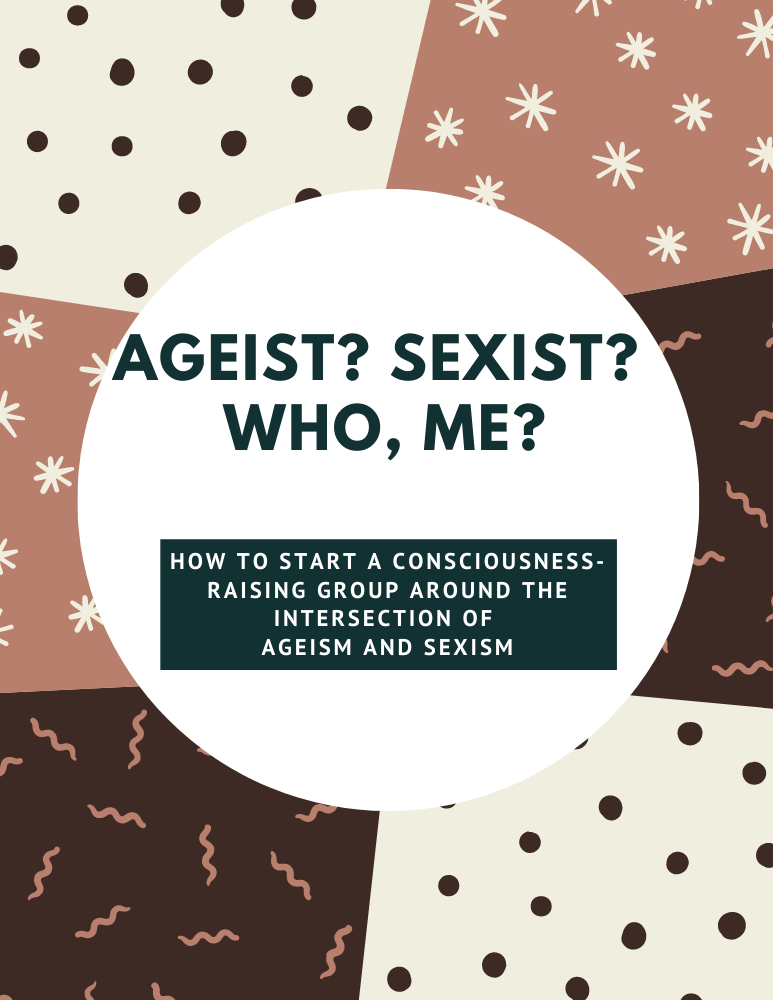 AGEIST? SEXIST?
WHO, ME?
HOW TO START A CONSCIOUSNESS-
RAISING GROUP AROUND THE
INTERSECTION OF
AGEISM AND SEXISM